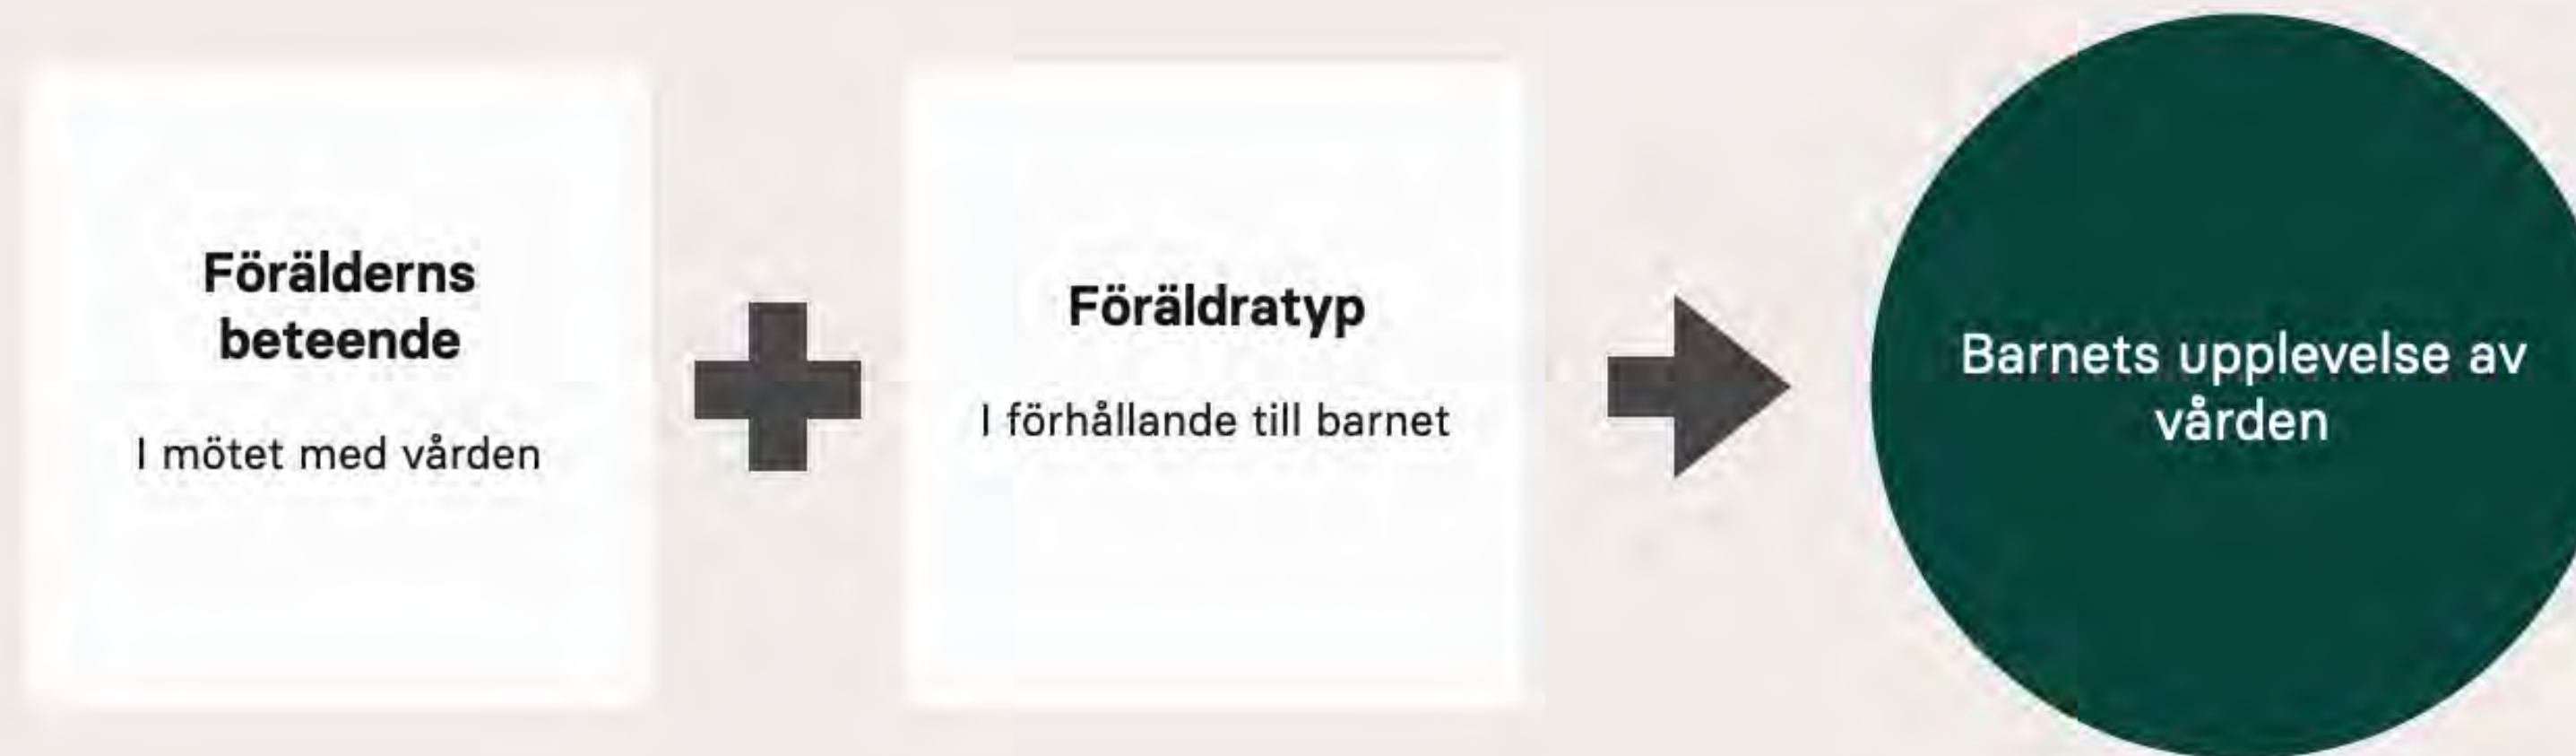 Förälderns
beteende
I mötet med vården
Föräldratyp
I förhållande till barnet
Barnets upplevelse av
vården